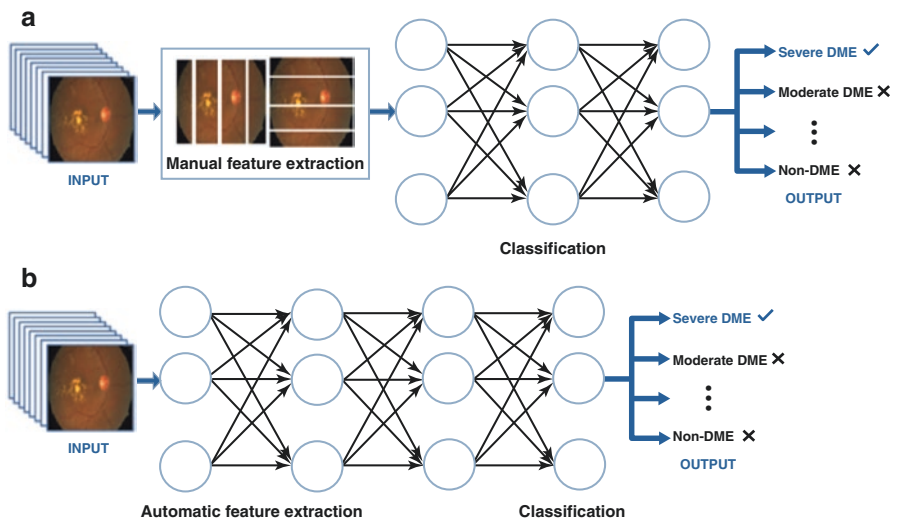 a
INPUT
Manual feature extraction
Classification
Severe DME
Moderate DME
Non-DME
OUTPUT
b
INPUT
Automatic feature extraction
Classification
Severe DME
Moderate DME
Non-DME
OUTPUT